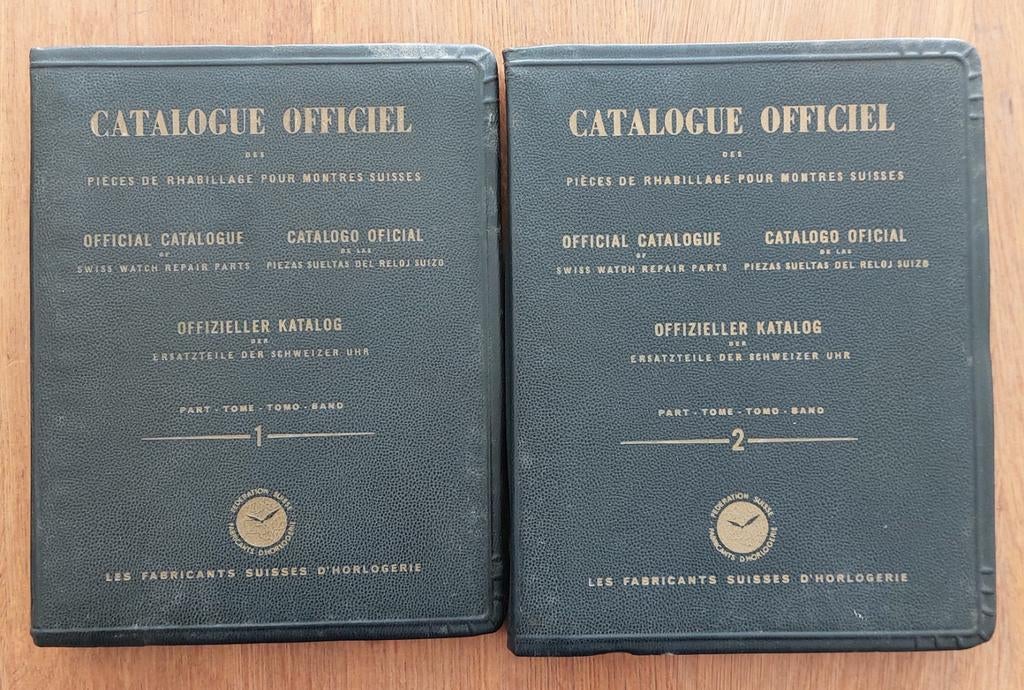 CATALOGUE OFFICIEL
DES
PIÈCES DE RHABILLAGE POUR MONTRES SUISSES
OFFICIAL CATALOGUE
OF
SWISS WATCH REPAIR PARTS
CATALOGO OFICIAL
DE LAS
PIEZAS SUELTAS DEL RELOJ SUIZO
OFFIZIELLER KATALOG
DER
ERSATZTEILE DER SCHWEIZER UHR
PART - TOME - TOMO - BAND
1
FEDERATION SUISSE
FABRICANTS D'HORLOGERIE
LES FABRICANTS SUISSES D'HORLOGERIE
CATALOGUE OFFICIEL
DES
PIÈCES DE RHABILLAGE POUR MONTRES SUISSES
OFFICIAL CATALOGUE
OF
SWISS WATCH REPAIR PARTS
CATALOGO OFICIAL
DE LAS
PIEZAS SUELTAS DEL RELOJ SUIZO
OFFIZIELLER KATALOG
DER
ERSATZTEILE DER SCHWEIZER UHR
PART - TOME - TOMO - BAND
2
FEDERATION SUISSE
FABRICANTS D'HORLOGERIE
LES FABRICANTS SUISSES D'HORLOGERIE